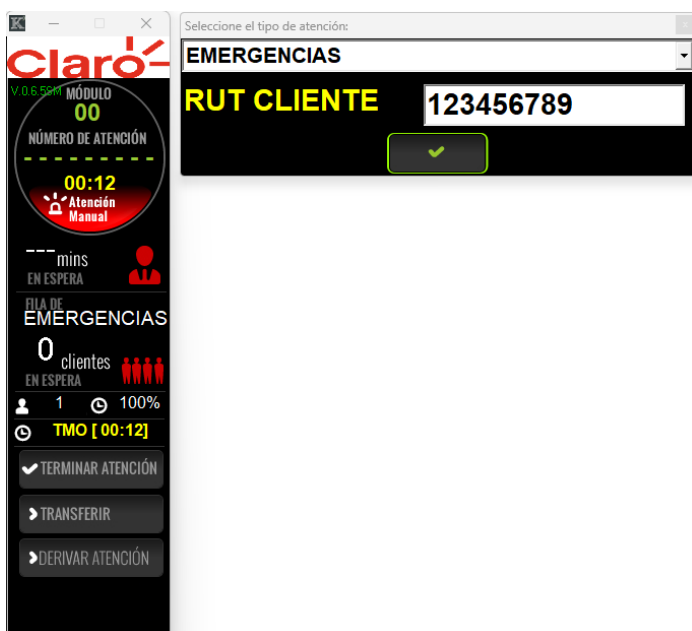 K
Claro
V.0.6.5SM
MÓDULO
00
NÚMERO DE ATENCIÓN
---------
00:12
Atención
Manual
--- mins
EN ESPERA
FILA DE
EMERGENCIAS
0 clientes
EN ESPERA
1 100%
TMO [ 00:12]
TERMINAR ATENCIÓN
TRANSFERIR
DERIVAR ATENCIÓN
Seleccione el tipo de atención:
EMERGENCIAS
RUT CLIENTE 123456789